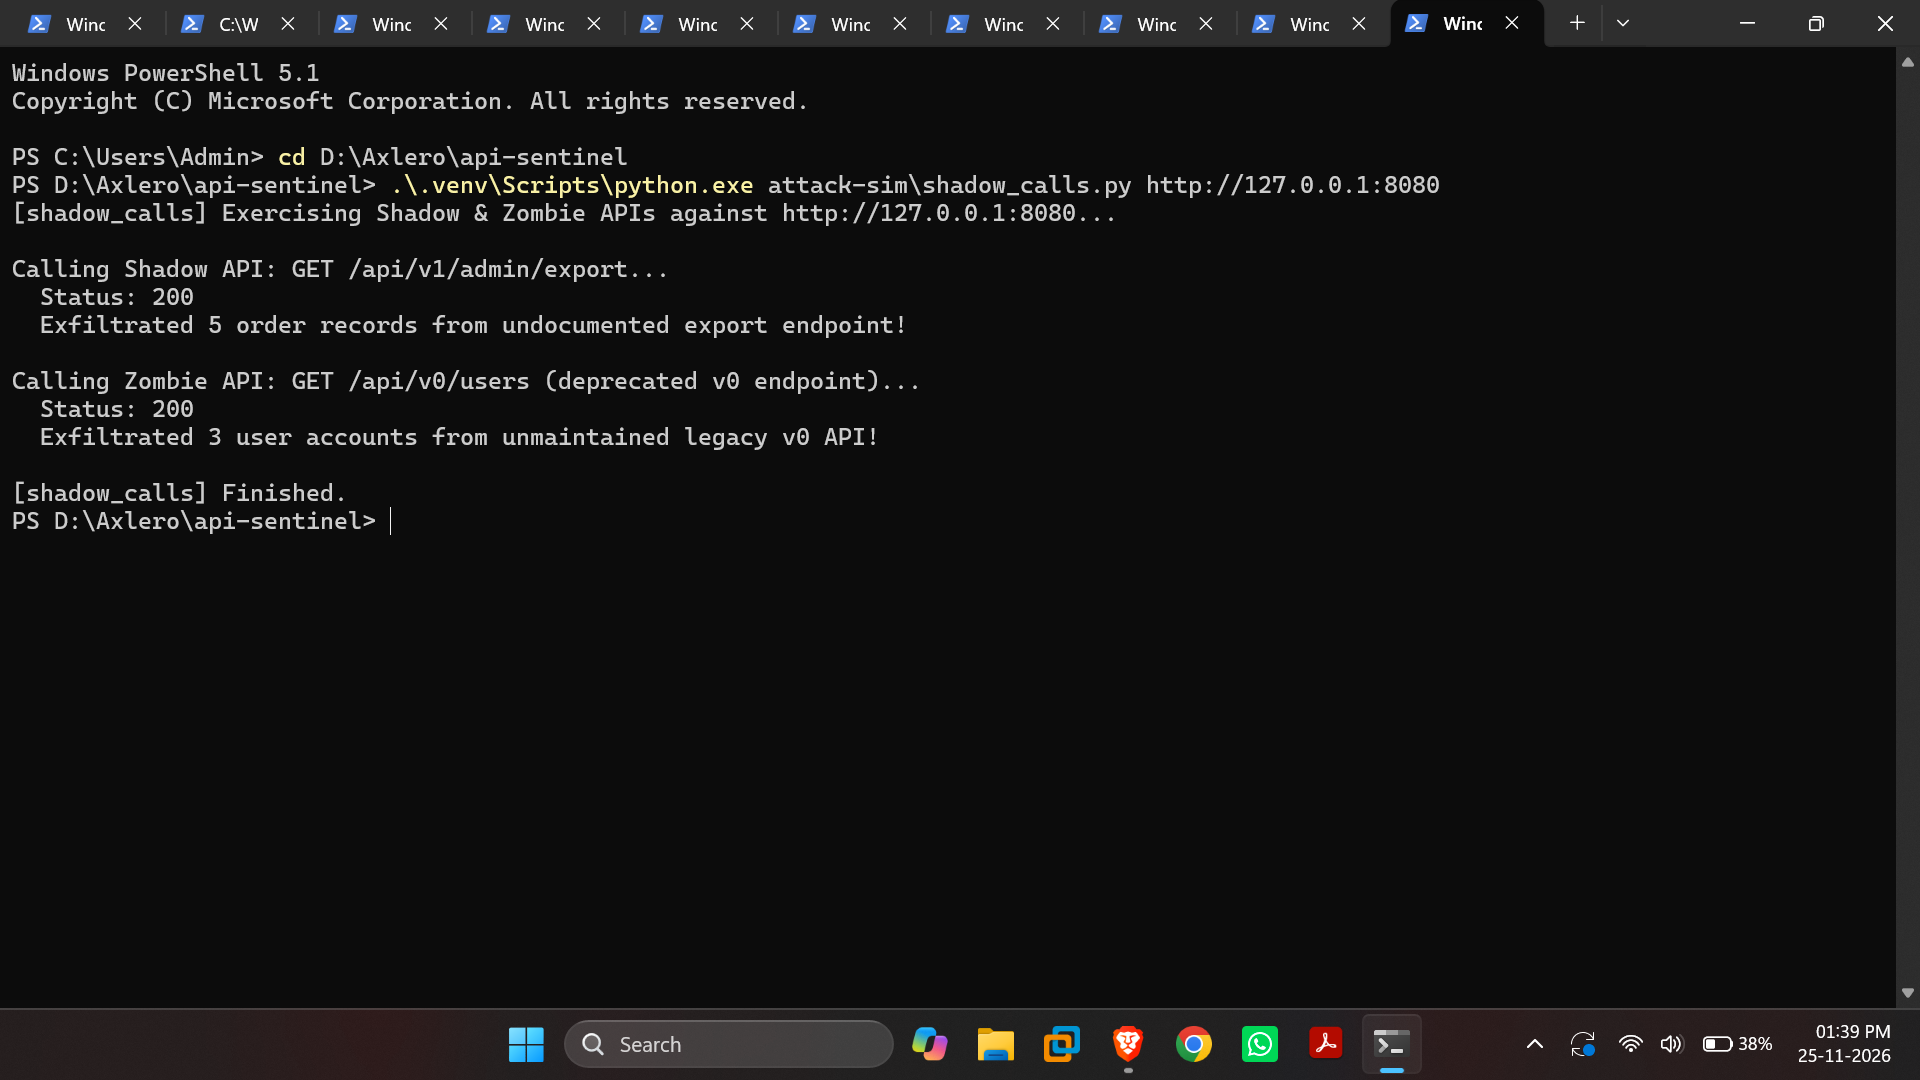 Winc
C:\W
Winc
Winc
Winc
Winc
Winc
Winc
Winc
Winc
Windows PowerShell 5.1
Copyright (C) Microsoft Corporation. All rights reserved.
PS C:\Users\Admin> cd D:\Axlero\api-sentinel
PS D:\Axlero\api-sentinel> .\.venv\Scripts\python.exe attack-sim\shadow_calls.py http://127.0.0.1:8080
[shadow_calls] Exercising Shadow & Zombie APIs against http://127.0.0.1:8080...
Calling Shadow API: GET /api/v1/admin/export...
Status: 200
Exfiltrated 5 order records from undocumented export endpoint!
Calling Zombie API: GET /api/v0/users (deprecated v0 endpoint)...
Status: 200
Exfiltrated 3 user accounts from unmaintained legacy v0 API!
[shadow_calls] Finished.
PS D:\Axlero\api-sentinel>
Search
38%
01:39 PM
25-11-2026